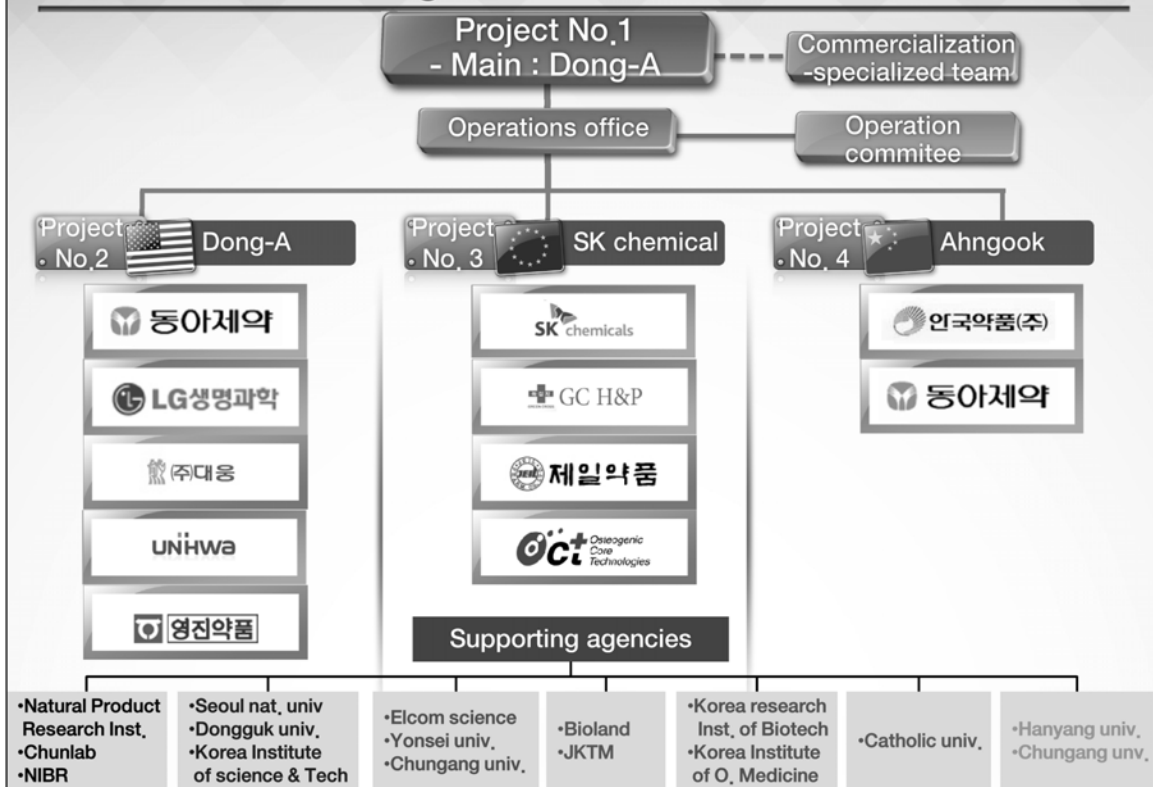 Project No.1
- Main : Dong-A
Commercialization
-specialized team
Operations office
Operation
commitee
Project
No.2
Dong-A
Project
No. 3
SK chemical
Project
No. 4
Ahngook
동아제약
LG생명과학
(주)대웅
UNHWA
영진약품
SK chemicals
GC H&P
제일약품
OCt+ Osteogenic
Core
Technologies
안국약품(주)
동아제약
Supporting agencies
•Natural Product
Research Inst.
•Chunlab
•NIBR
•Seoul nat. univ
•Dongguk univ.
•Korea Institute
of science & Tech
•Elcom science
•Yonsei univ.
•Chungang univ.
•Bioland
•JKTM
•Korea research
Inst. of Biotech
•Korea Institute
of O. Medicine
•Catholic univ.
•Hanyang univ.
•Chungang unv.